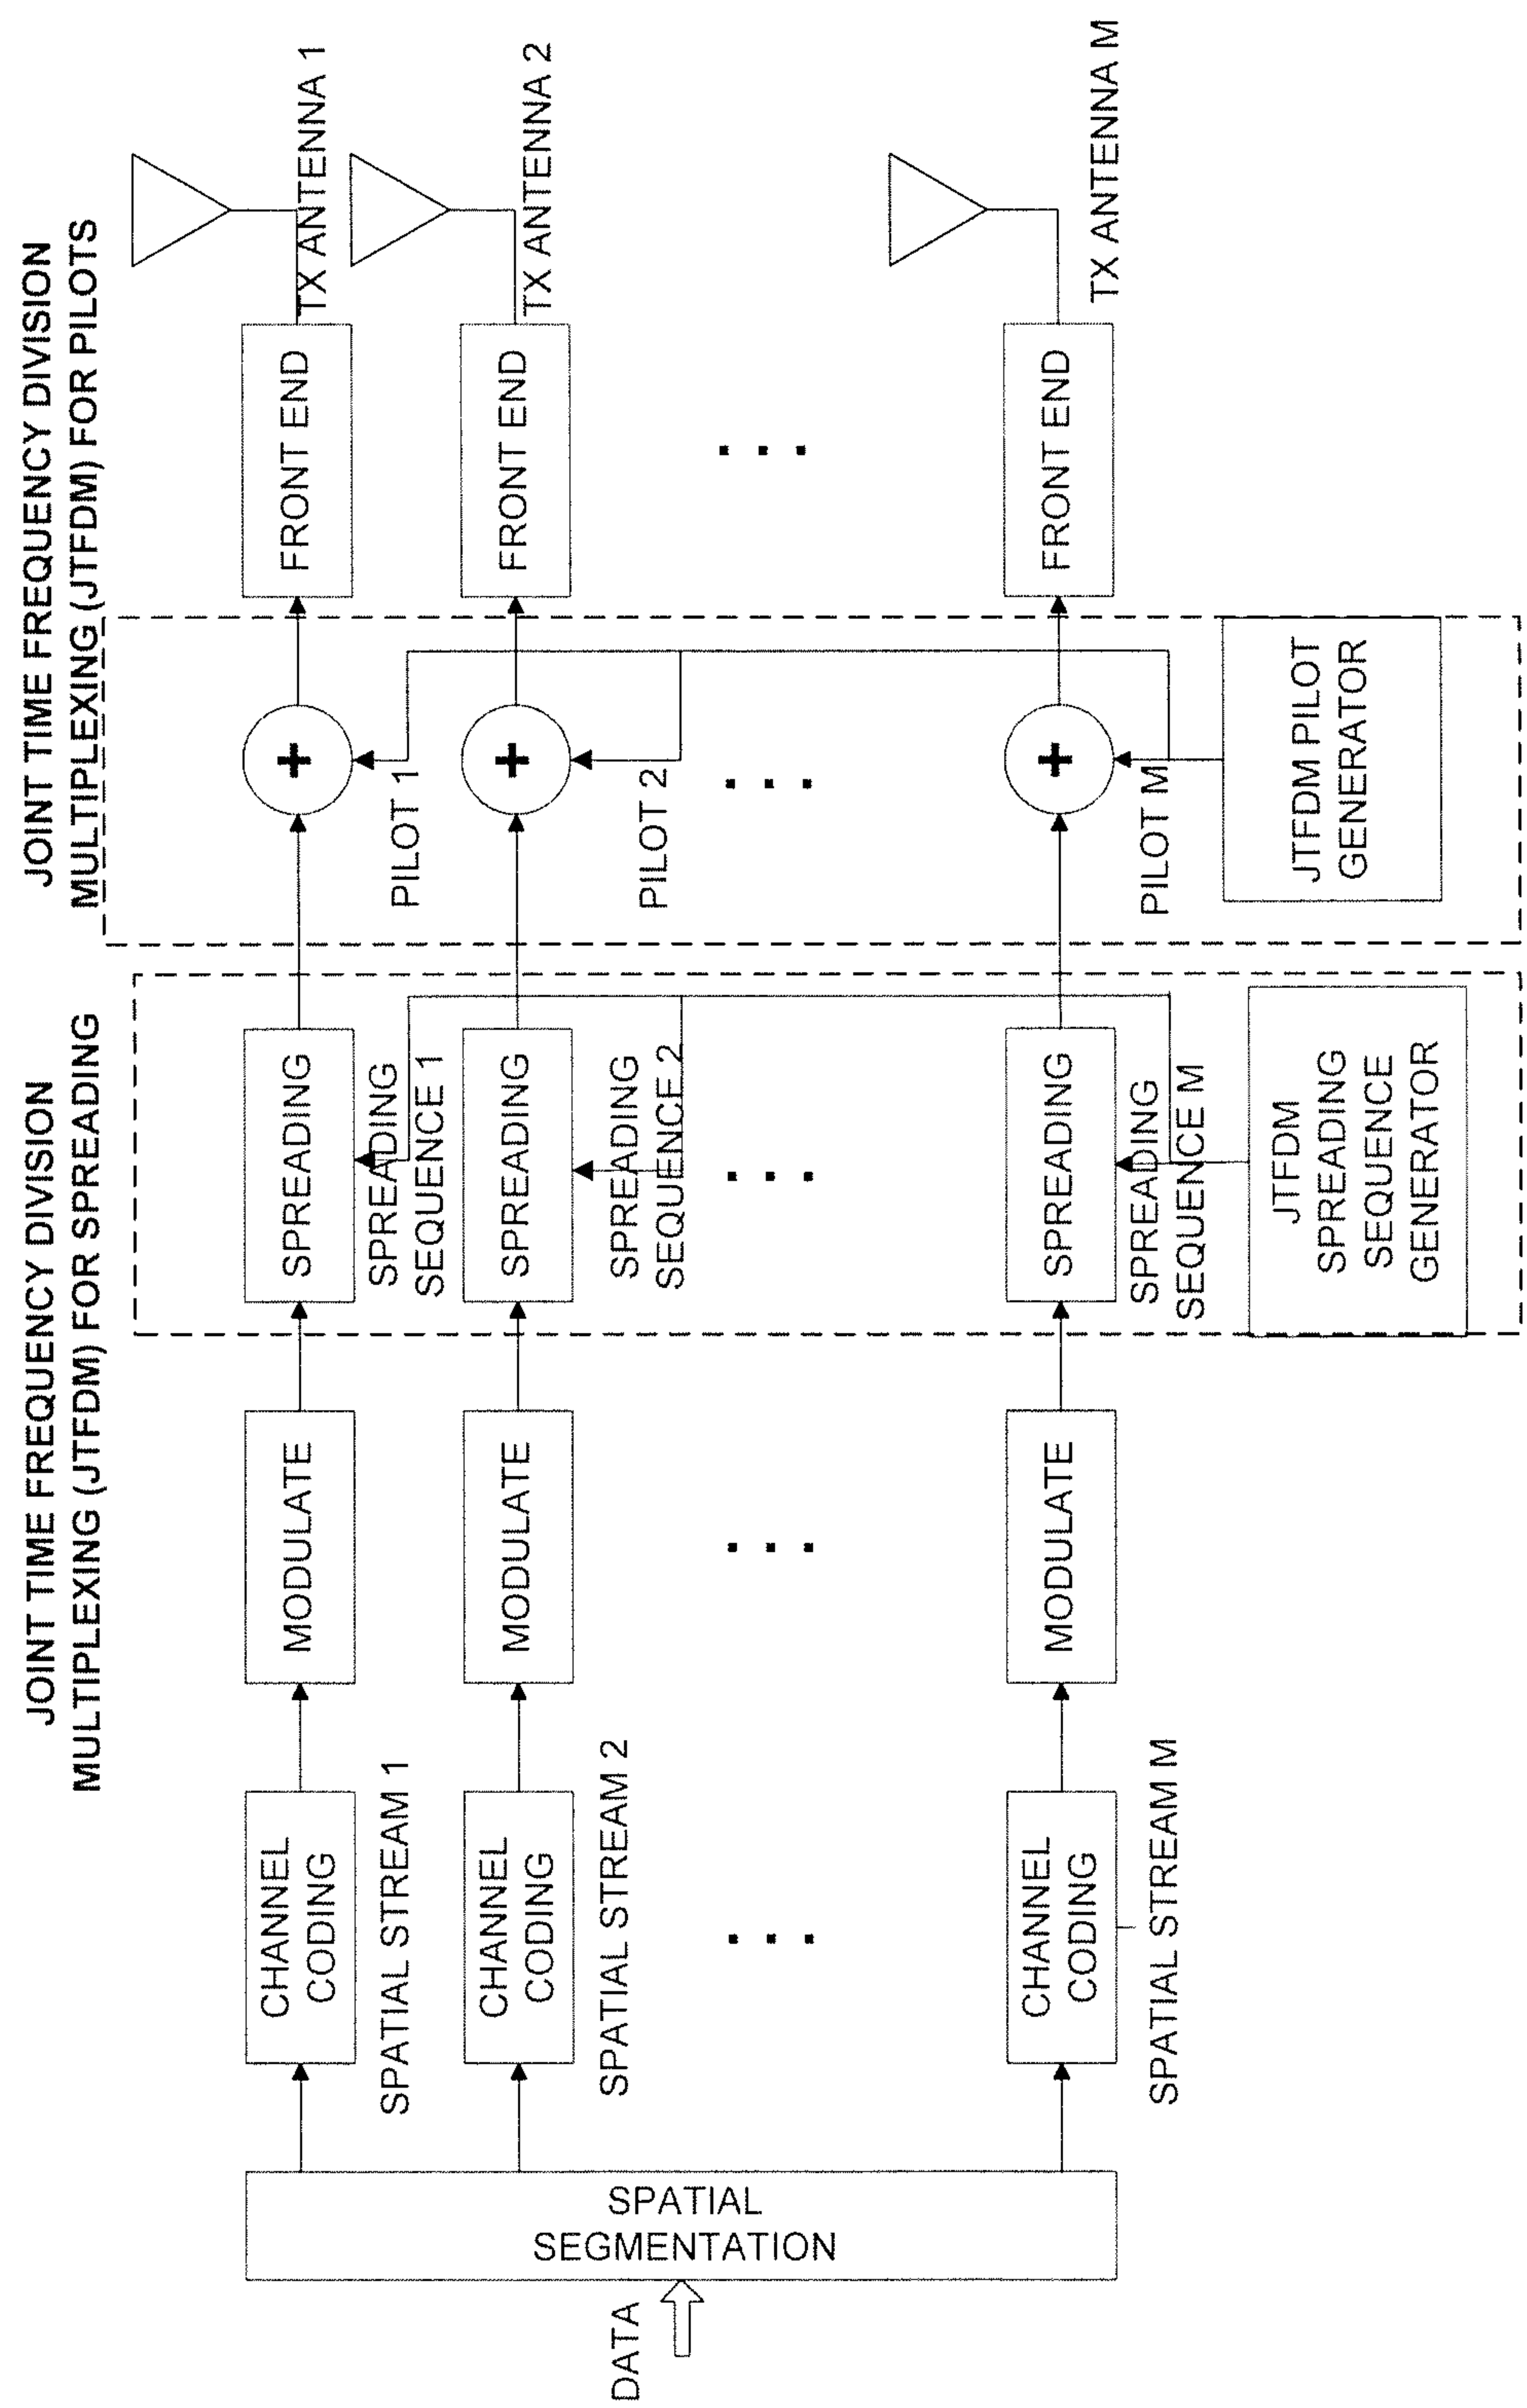 JOINT TIME FREQUENCY DIVISION
MULTIPLEXING (JTFDM) FOR SPREADING
JOINT TIME FREQUENCY DIVISION
MULTIPLEXING (JTFDM) FOR PILOTS
DATA
SPATIAL
SEGMENTATION
CHANNEL
CODING
SPATIAL STREAM 1
MODULATE
SPREADING
SPREADING
SEQUENCE 1
+
PILOT 1
FRONT END
TX ANTENNA 1
CHANNEL
CODING
SPATIAL STREAM 2
MODULATE
SPREADING
SPREADING
SEQUENCE 2
+
PILOT 2
FRONT END
TX ANTENNA 2
...
...
...
...
...
CHANNEL
CODING
SPATIAL STREAM M
MODULATE
SPREADING
SPREADING
SEQUENCE M
+
PILOT M
FRONT END
TX ANTENNA M
JTFDM
SPREADING
SEQUENCE
GENERATOR
JTFDM PILOT
GENERATOR